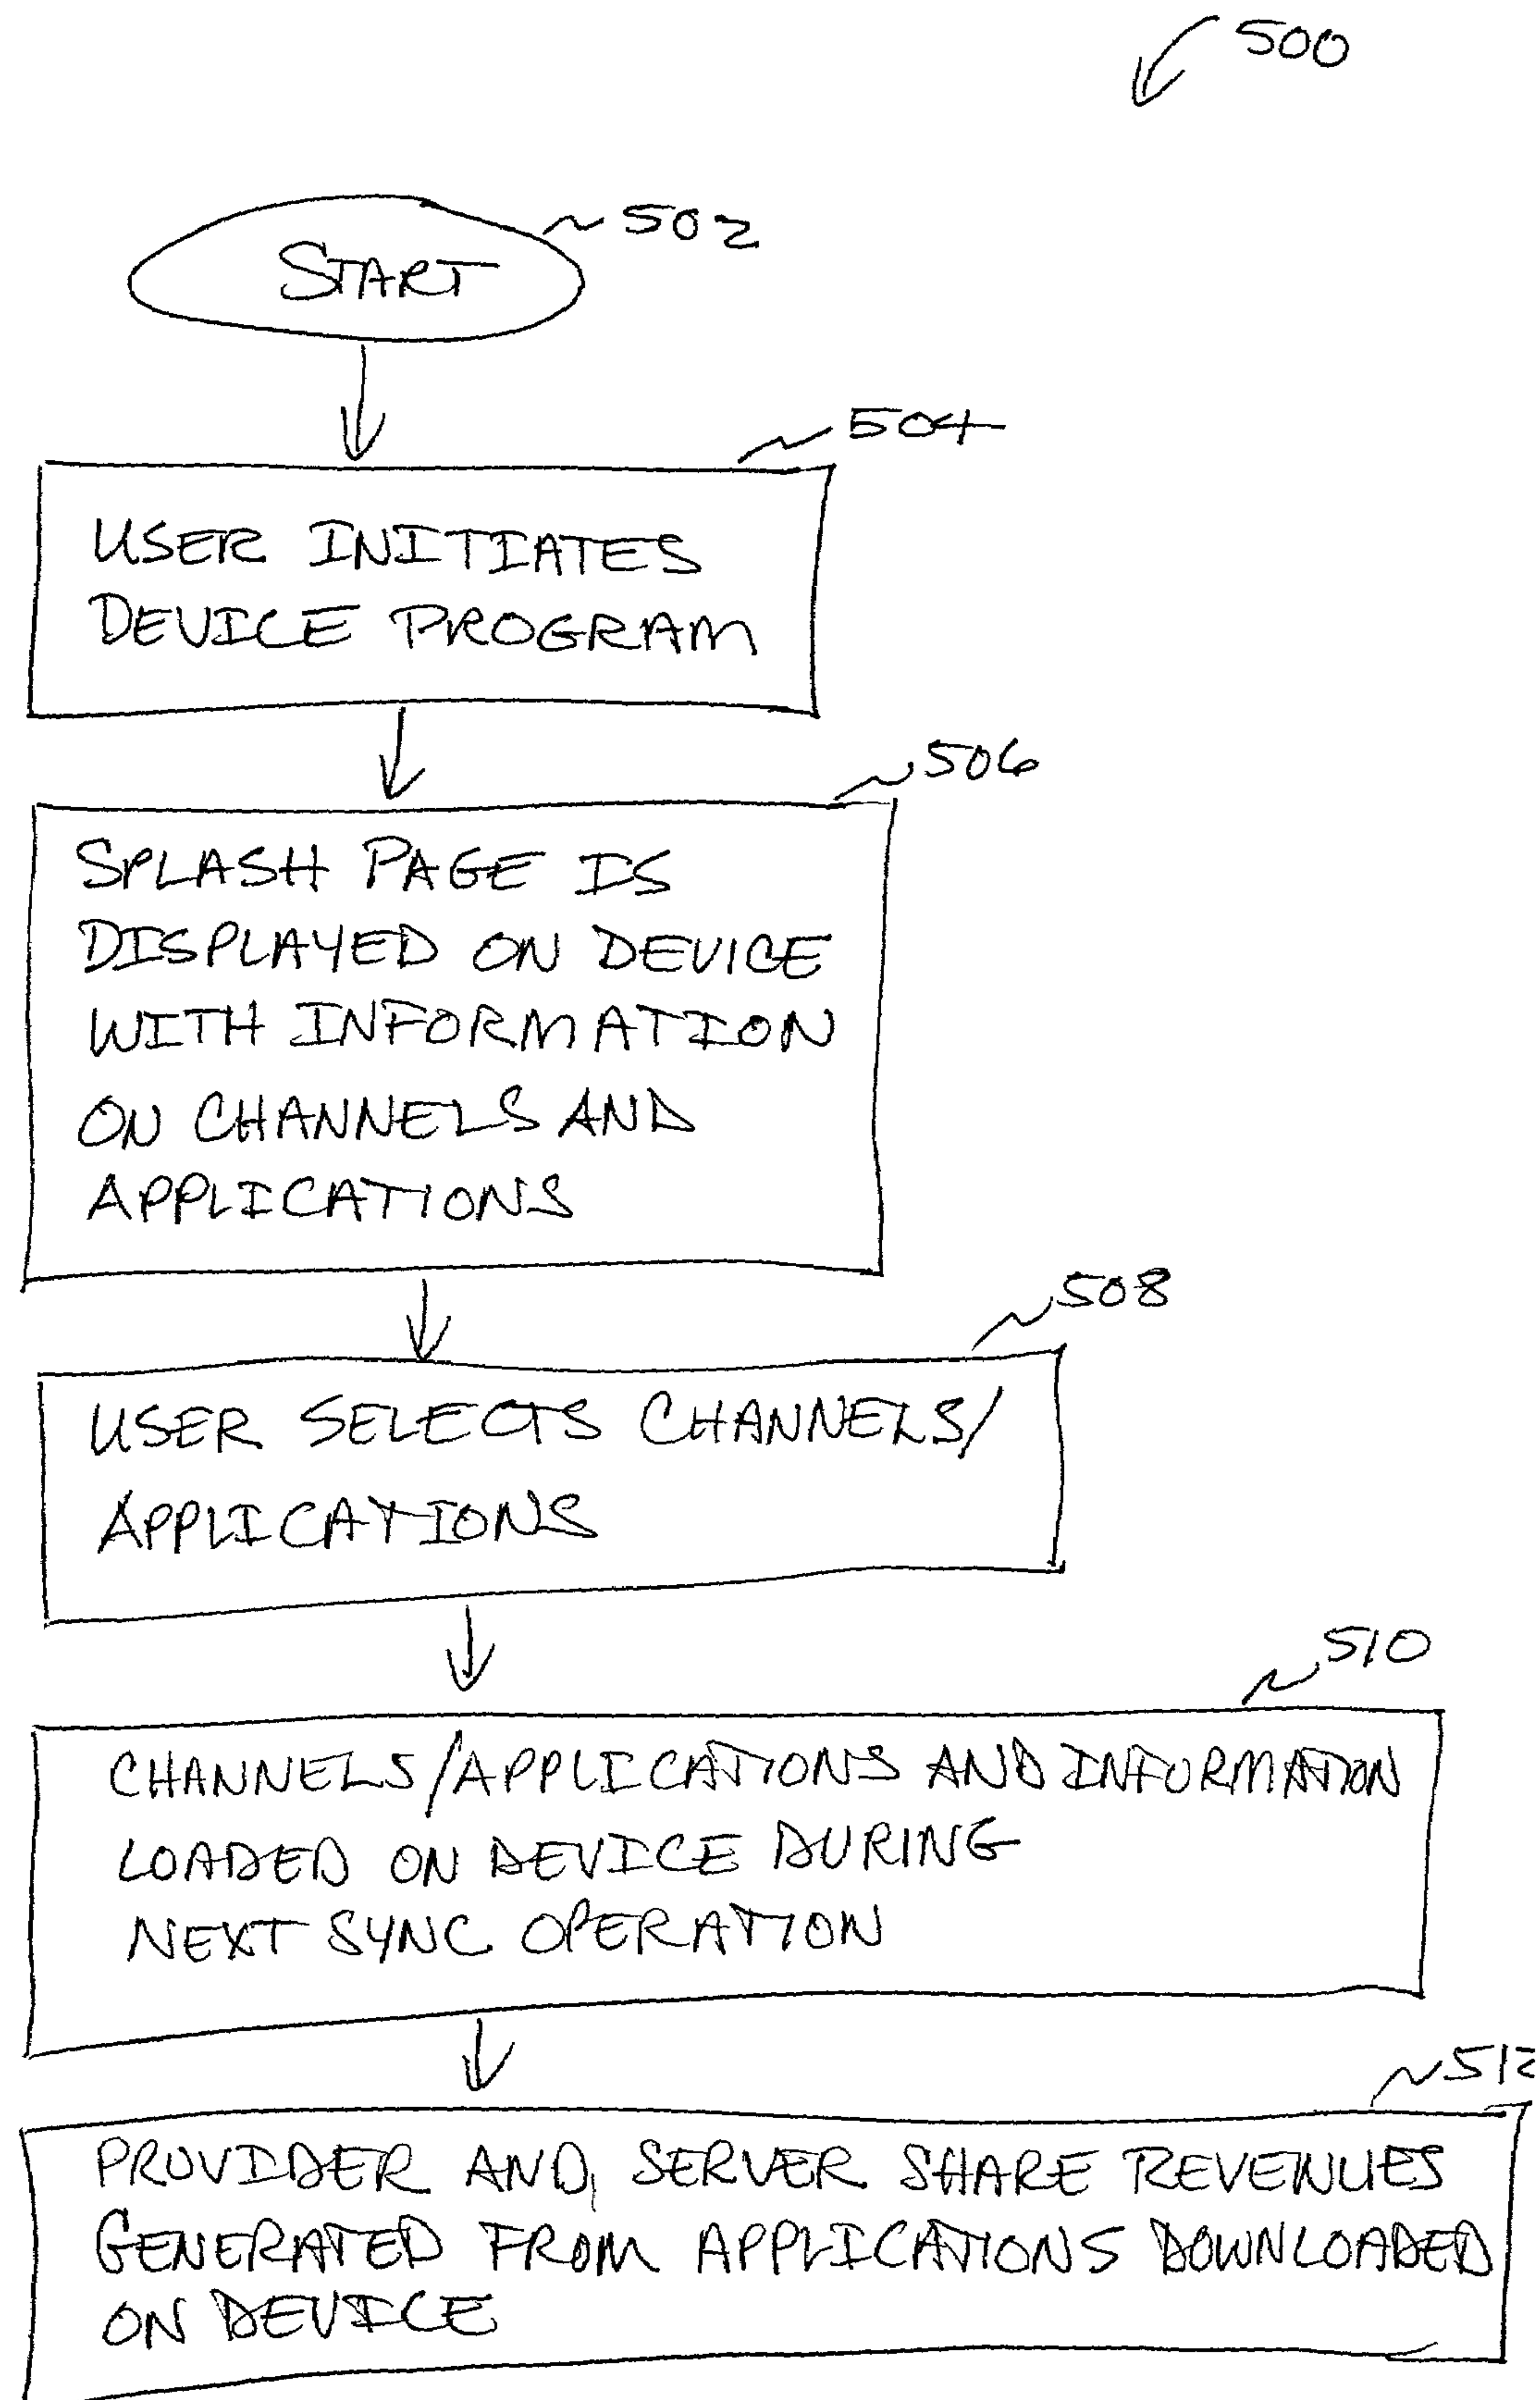 500
502
START
504
USER INITIATES
DEVICE PROGRAM
506
SPLASH PAGE IS
DISPLAYED ON DEVICE
WITH INFORMATION
ON CHANNELS AND
APPLICATIONS
508
USER SELECTS CHANNELS/
APPLICATIONS
510
CHANNELS/APPLICATIONS AND INFORMATION
LOADED ON DEVICE DURING
NEXT SYNC OPERATION
512
PROVIDER AND SERVER SHARE REVENUES
GENERATED FROM APPLICATIONS DOWNLOADED
ON DEVICE